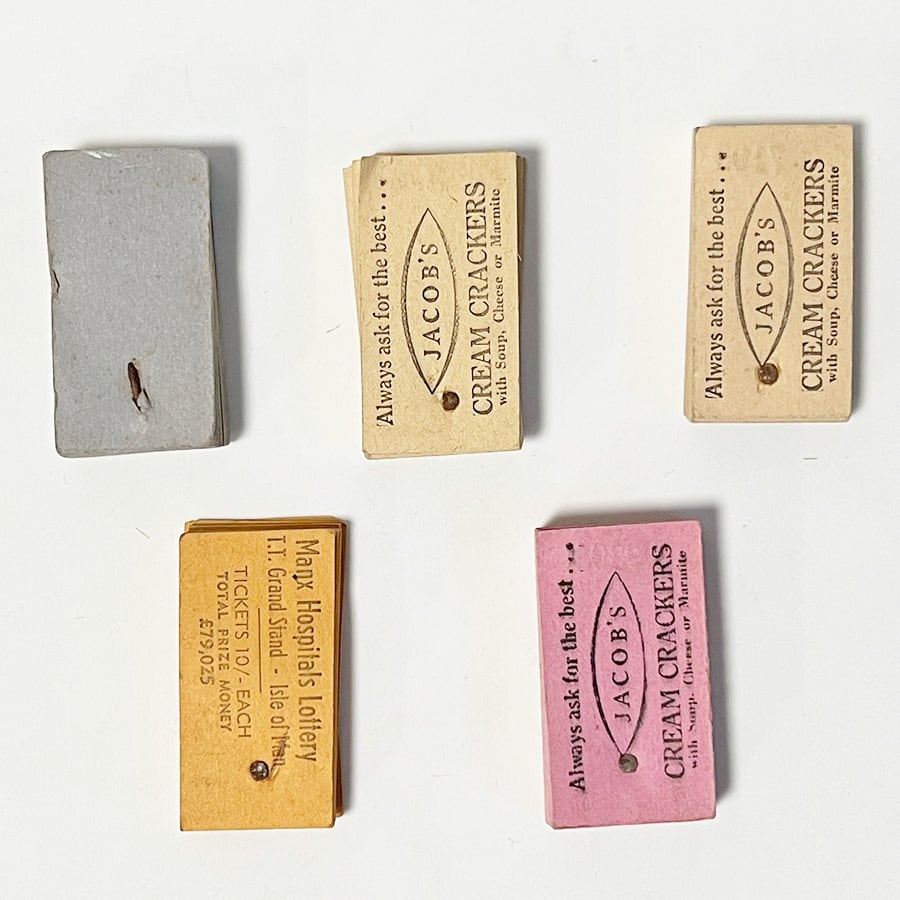 Always ask for the best...
JACOB'S
CREAM CRACKERS
with Soup, Cheese or Marmite
Always ask for the best...
JACOB'S
CREAM CRACKERS
with Soup, Cheese or Marmite
Manx Hospitals Lottery
T.T. Grand Stand - Isle of Man
TICKETS 10/- EACH
TOTAL PRIZE MONEY
£79,025
Always ask for the best...
JACOB'S
CREAM CRACKERS
with Soup, Cheese or Marmite